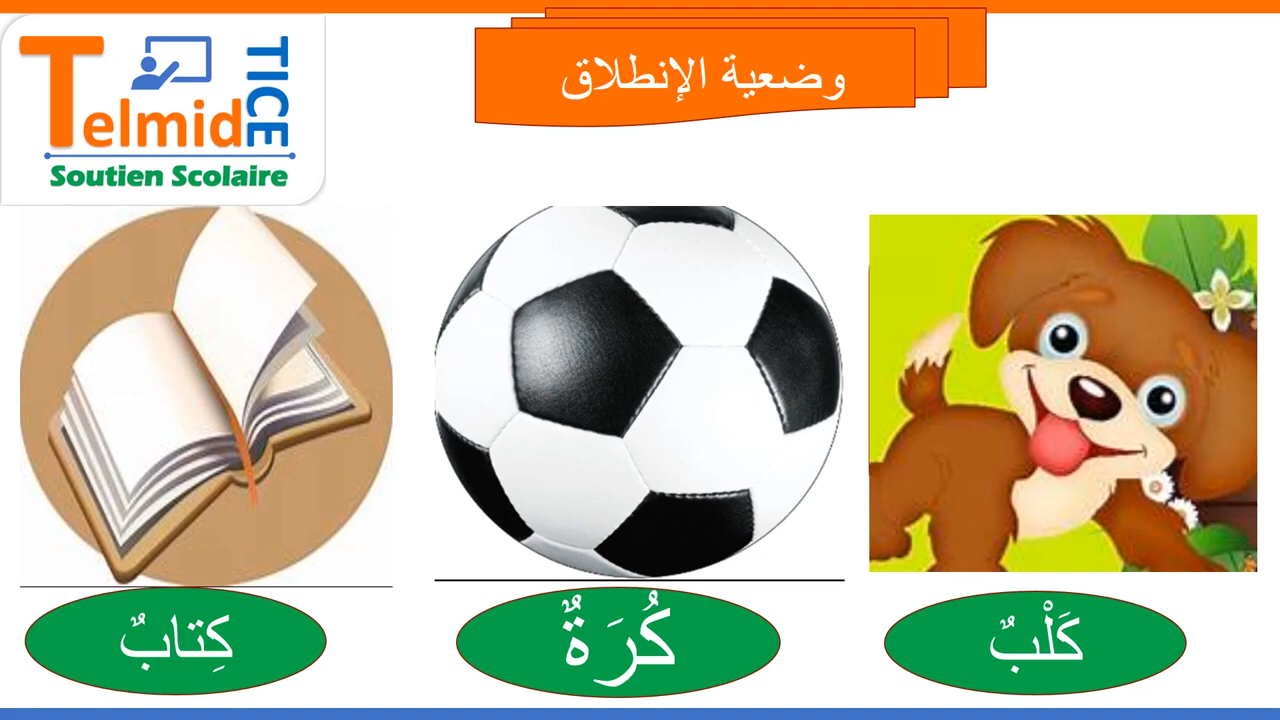 Telmid TICE
Soutien Scolaire
وضعية الإنطلاق
كَلْبٌ
كُرَةٌ
كِتابٌ